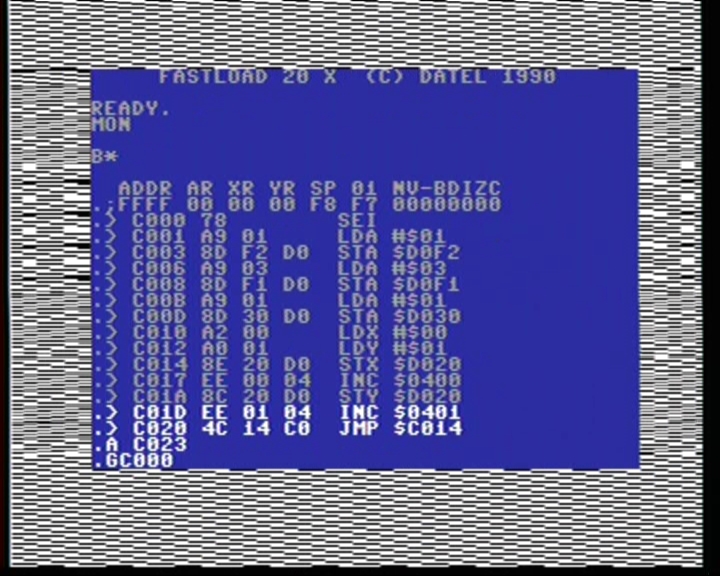 FASTLOAD 20 X (C) DATEL 1990
READY.
MON
B*
ADDR AR XR YR SP 01 NV-BDIZC
.;FFFF 00 00 00 F8 F7 00000000
.> C000 78 SEI
.> C001 A9 01 LDA #$01
.> C003 8D F2 D0 STA $D0F2
.> C006 A9 03 LDA #$03
.> C008 8D F1 D0 STA $D0F1
.> C00B A9 01 LDA #$01
.> C00D 8D 30 D0 STA $D030
.> C010 A2 00 LDX #$00
.> C012 A0 01 LDY #$01
.> C014 8E 20 D0 STX $D020
.> C017 EE 00 04 INC $0400
.> C01A 8C 20 D0 STY $D020
.> C01D EE 01 04 INC $0401
.> C020 4C 14 C0 JMP $C014
.A C023
.GC000